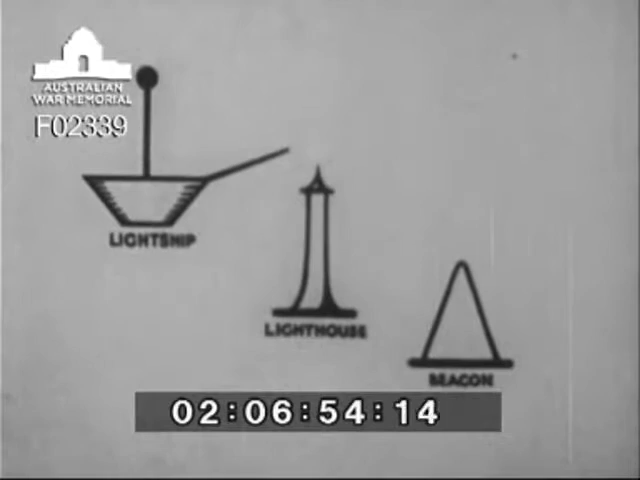 AUSTRALIAN
WAR MEMORIAL
F02339
LIGHTSHIP
LIGHTHOUSE
BEACON
02:06:54:14